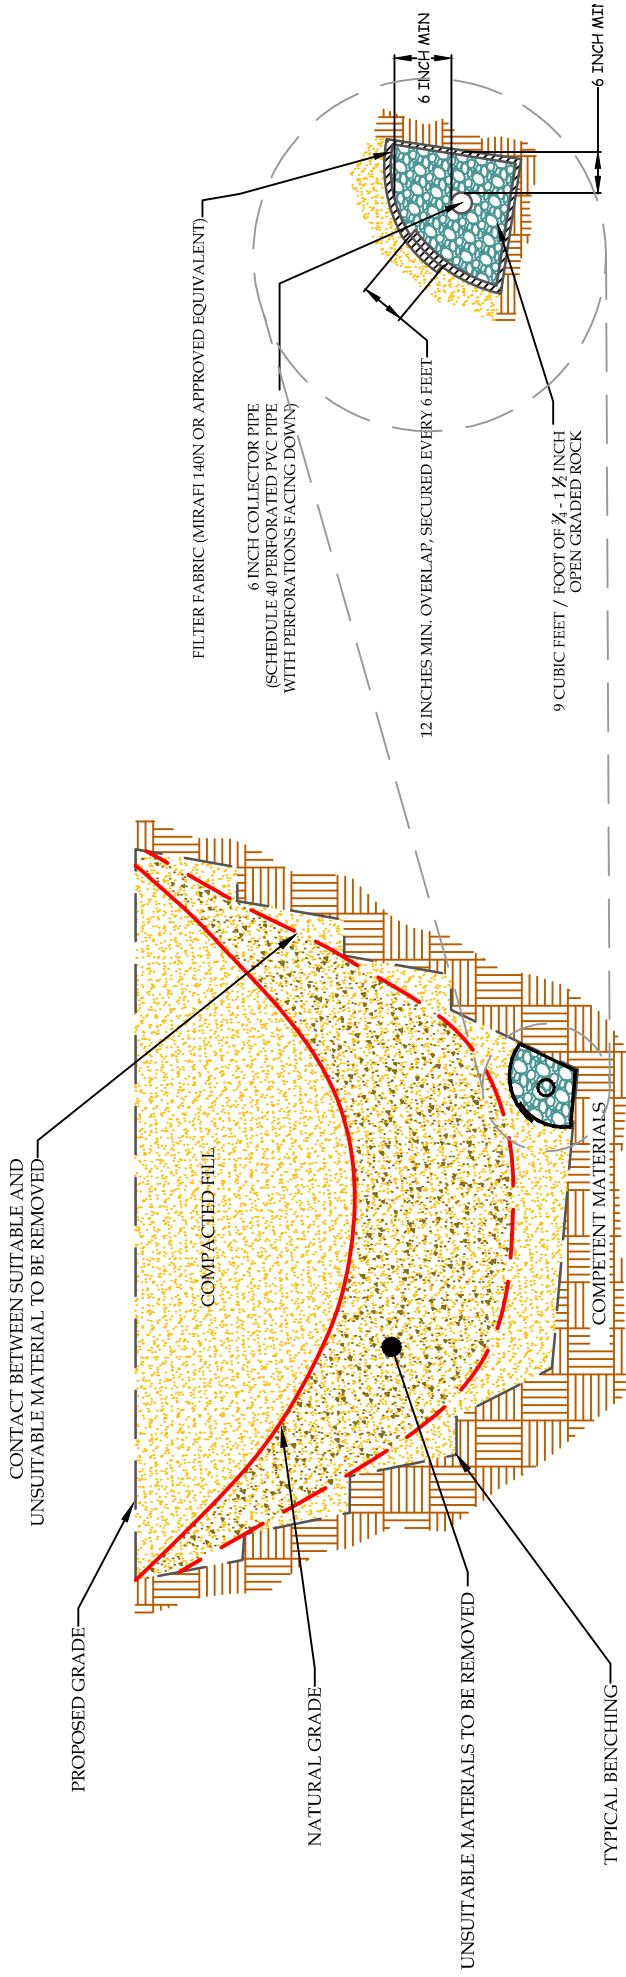 CONTACT BETWEEN SUITABLE AND
UNSUITABLE MATERIAL TO BE REMOVED
PROPOSED GRADE
COMPACTED FILL
NATURAL GRADE
UNSUITABLE MATERIALS TO BE REMOVED
TYPICAL BENCHING
COMPETENT MATERIALS
FILTER FABRIC (MIRAFI 140N OR APPROVED EQUIVALENT)
6 INCH COLLECTOR PIPE
(SCHEDULE 40 PERFORATED PVC PIPE
WITH PERFORATIONS FACING DOWN)
12 INCHES MIN. OVERLAP, SECURED EVERY 6 FEET
9 CUBIC FEET / FOOT OF ¾ - 1 ½ INCH
OPEN GRADED ROCK
6 INCH MIN
6 INCH MIN